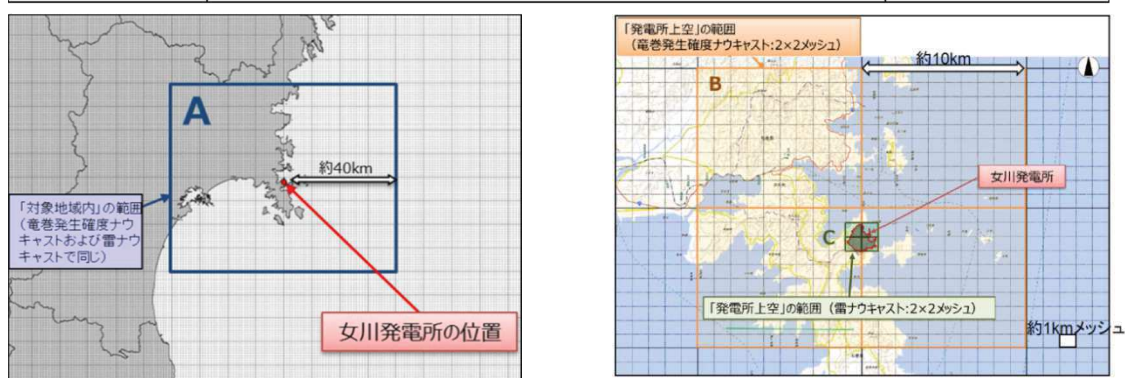 A
約40km
「対象地域内」の範囲
(竜巻発生確度ナウ
キャストおよび雷ナウ
キャストで同じ)
女川発電所の位置
「発電所上空」の範囲
(竜巻発生確度ナウキャスト:2×2メッシュ)
約10km
B
女川発電所
C
「発電所上空」の範囲（雷ナウキャスト:2×2メッシュ）
約1kmメッシュ